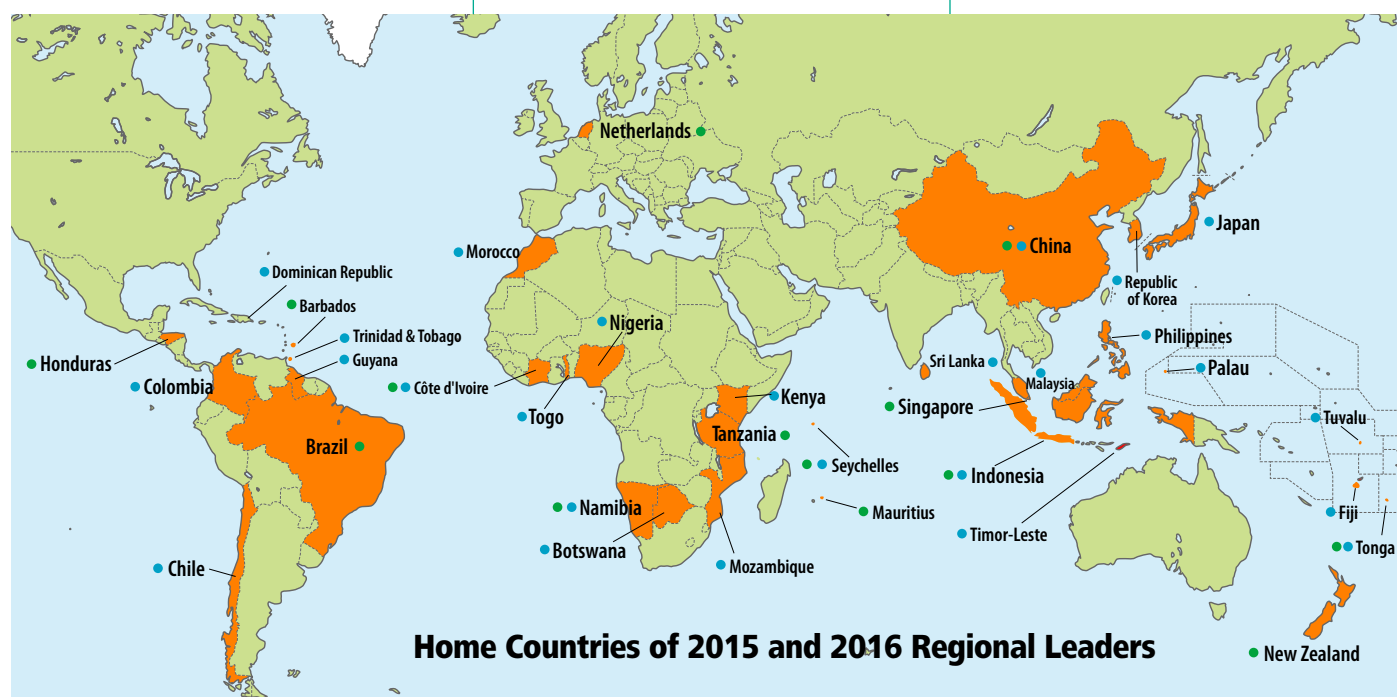 Netherlands
Morocco
China
Japan
Republic
of Korea
Dominican Republic
Barbados
Trinidad & Tobago
Guyana
Honduras
Colombia
Nigeria
Côte d'Ivoire
Togo
Kenya
Sri Lanka
Malaysia
Philippines
Palau
Singapore
Tuvalu
Brazil
Tanzania
Seychelles
Indonesia
Namibia
Mauritius
Fiji
Botswana
Timor-Leste
Tonga
Chile
Mozambique
Home Countries of 2015 and 2016 Regional Leaders
New Zealand